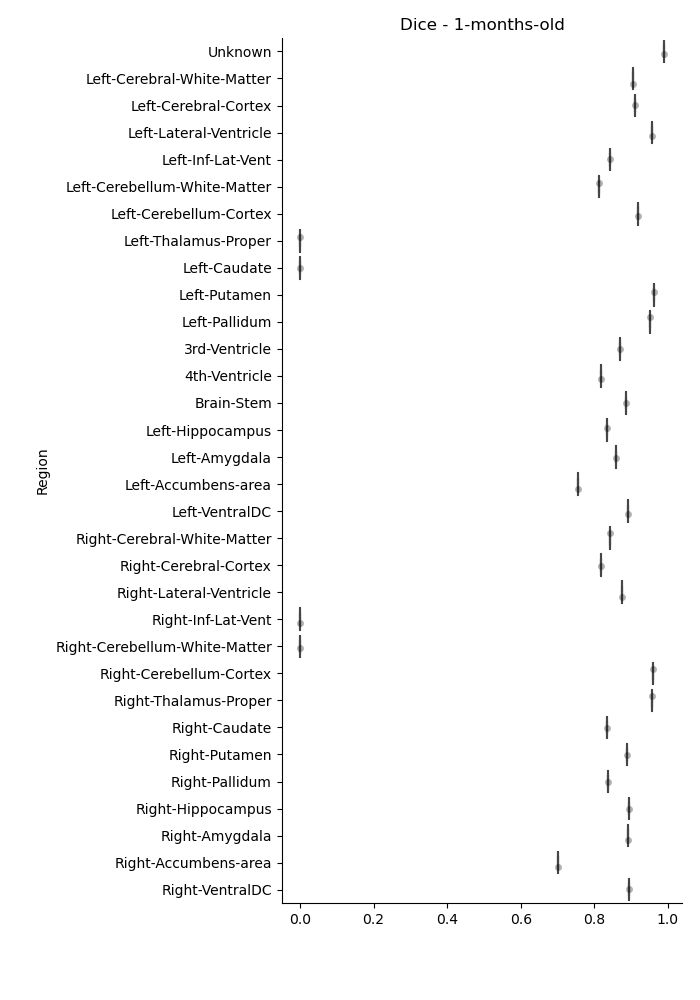 Dice - 1-months-old
Unknown
Left-Cerebral-White-Matter
Left-Cerebral-Cortex
Left-Lateral-Ventricle
Left-Inf-Lat-Vent
Left-Cerebellum-White-Matter
Left-Cerebellum-Cortex
Left-Thalamus-Proper
Left-Caudate
Left-Putamen
Left-Pallidum
3rd-Ventricle
4th-Ventricle
Brain-Stem
Left-Hippocampus
Left-Amygdala
Left-Accumbens-area
Left-VentralDC
Right-Cerebral-White-Matter
Right-Cerebral-Cortex
Right-Lateral-Ventricle
Right-Inf-Lat-Vent
Right-Cerebellum-White-Matter
Right-Cerebellum-Cortex
Right-Thalamus-Proper
Right-Caudate
Right-Putamen
Right-Pallidum
Right-Hippocampus
Right-Amygdala
Right-Accumbens-area
Right-VentralDC
Region
0.0 0.2 0.4 0.6 0.8 1.0